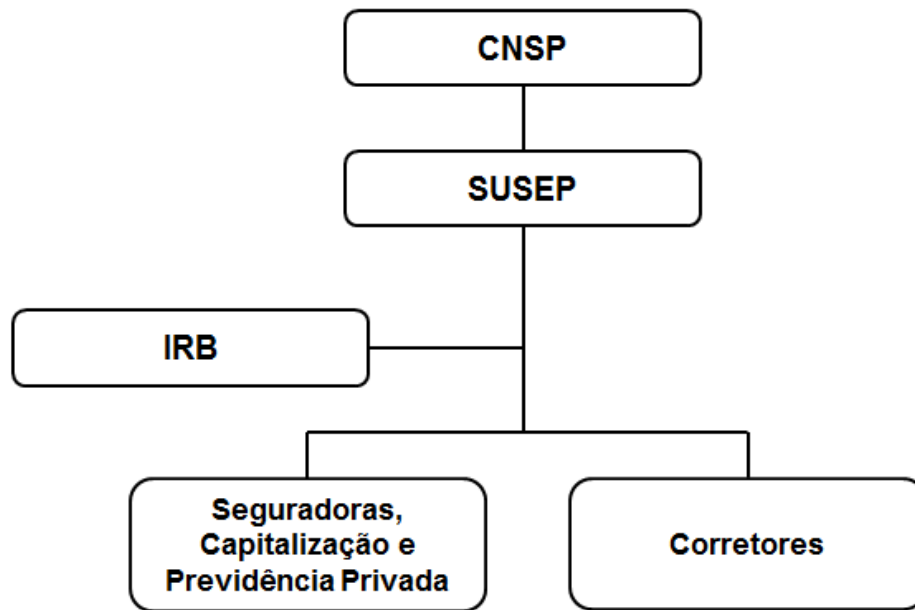 CNSP
SUSEP
IRB
Seguradoras,
Capitalização e
Previdência Privada
Corretores